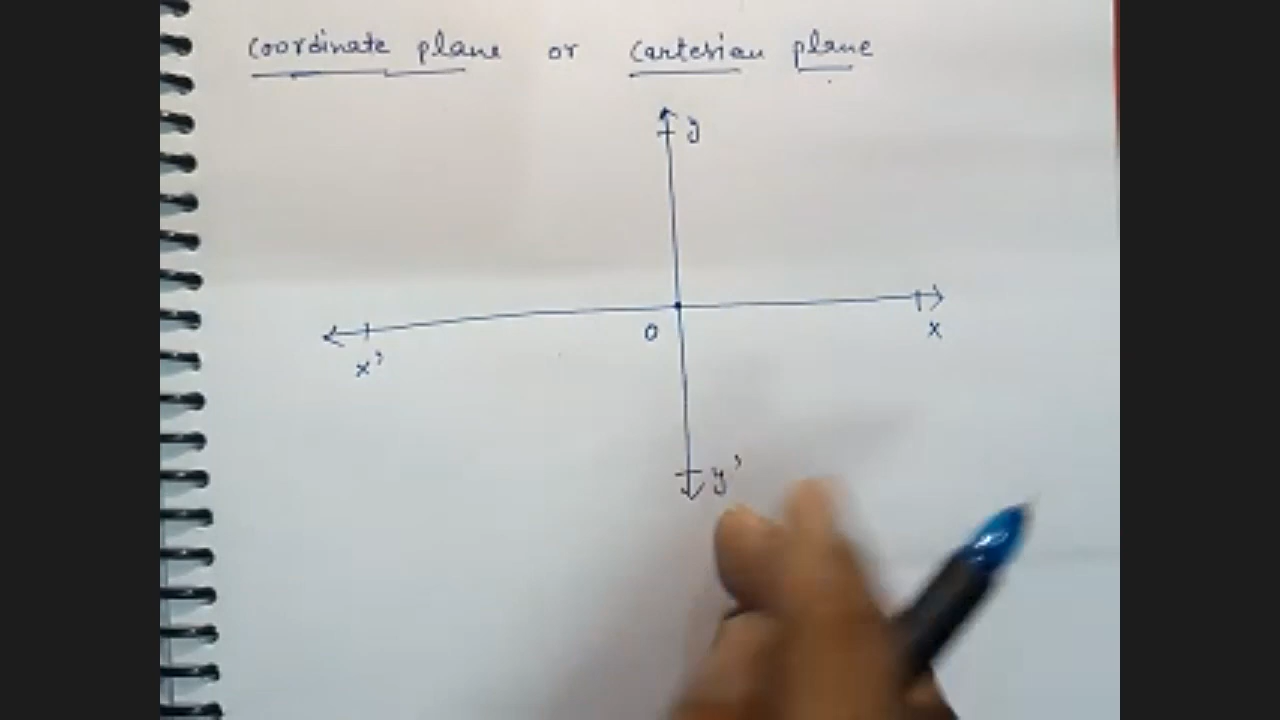 coordinate plane or cartesian plane
y
x
0
x'
y'